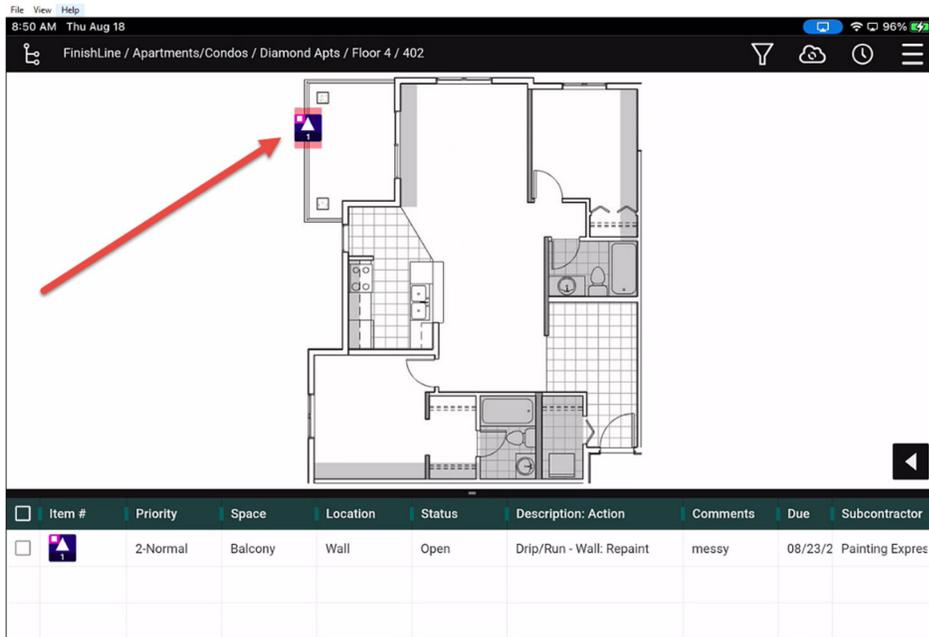 File View Help
8:50 AM Thu Aug 18 96%
FinishLine / Apartments/Condos / Diamond Apts / Floor 4 / 402
1
Item # Priority Space Location Status Description: Action Comments Due Subcontractor
1 2-Normal Balcony Wall Open Drip/Run - Wall: Repaint messy 08/23/2 Painting Expres